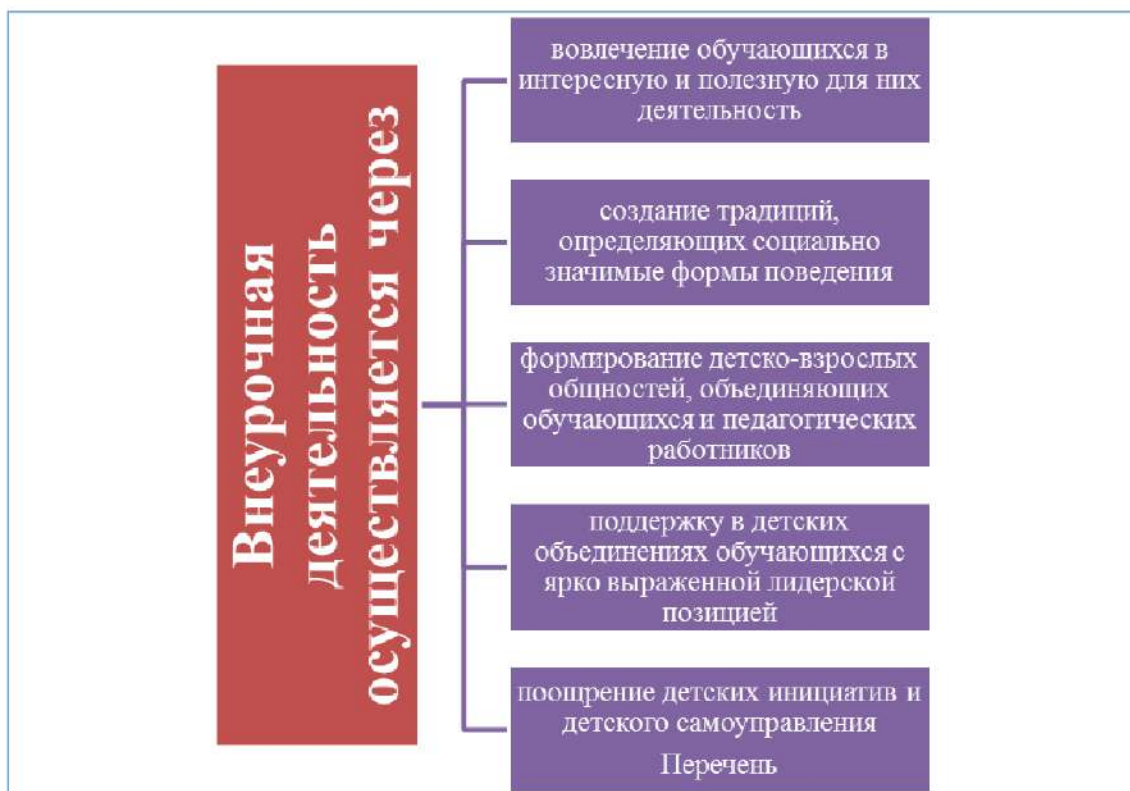 Внеурочная
деятельность
осуществляется через
вовлечение обучающихся в
интересную и полезную для них
деятельность
создание традиций,
определяющих социально
значимые формы поведения
формирование детско-взрослых
общностей, объединяющих
обучающихся и педагогических
работников
поддержку в детских
объединениях обучающихся с
ярко выраженной лидерской
позицией
поощрение детских инициатив и
детского самоуправления
Перечень